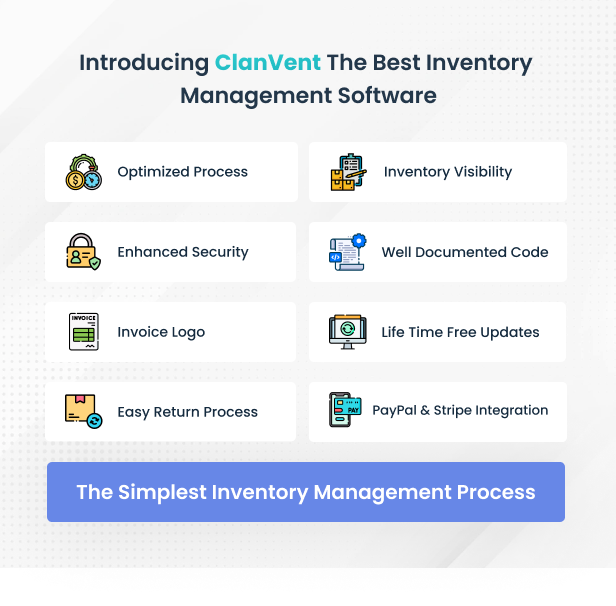 Introducing ClanVent The Best Inventory
Management Software
Optimized Process
Inventory Visibility
Enhanced Security
Well Documented Code
INVOICE
Invoice Logo
Life Time Free Updates
Easy Return Process
PAY
PayPal & Stripe Integration
The Simplest Inventory Management Process